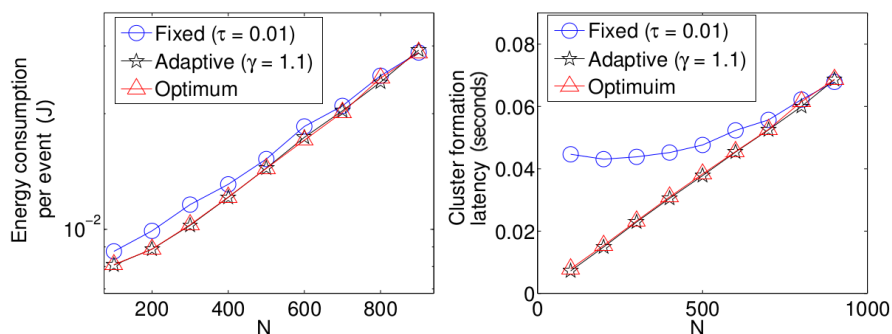 Energy consumption
per event (J)
10⁻²
Fixed (τ = 0.01)
Adaptive (γ = 1.1)
Optimum
200 400 600 800
N
Cluster formation
latency (seconds)
0.08
0.06
0.04
0.02
0.00
Fixed (τ = 0.01)
Adaptive (γ = 1.1)
Optimuim
0 500 1000
N